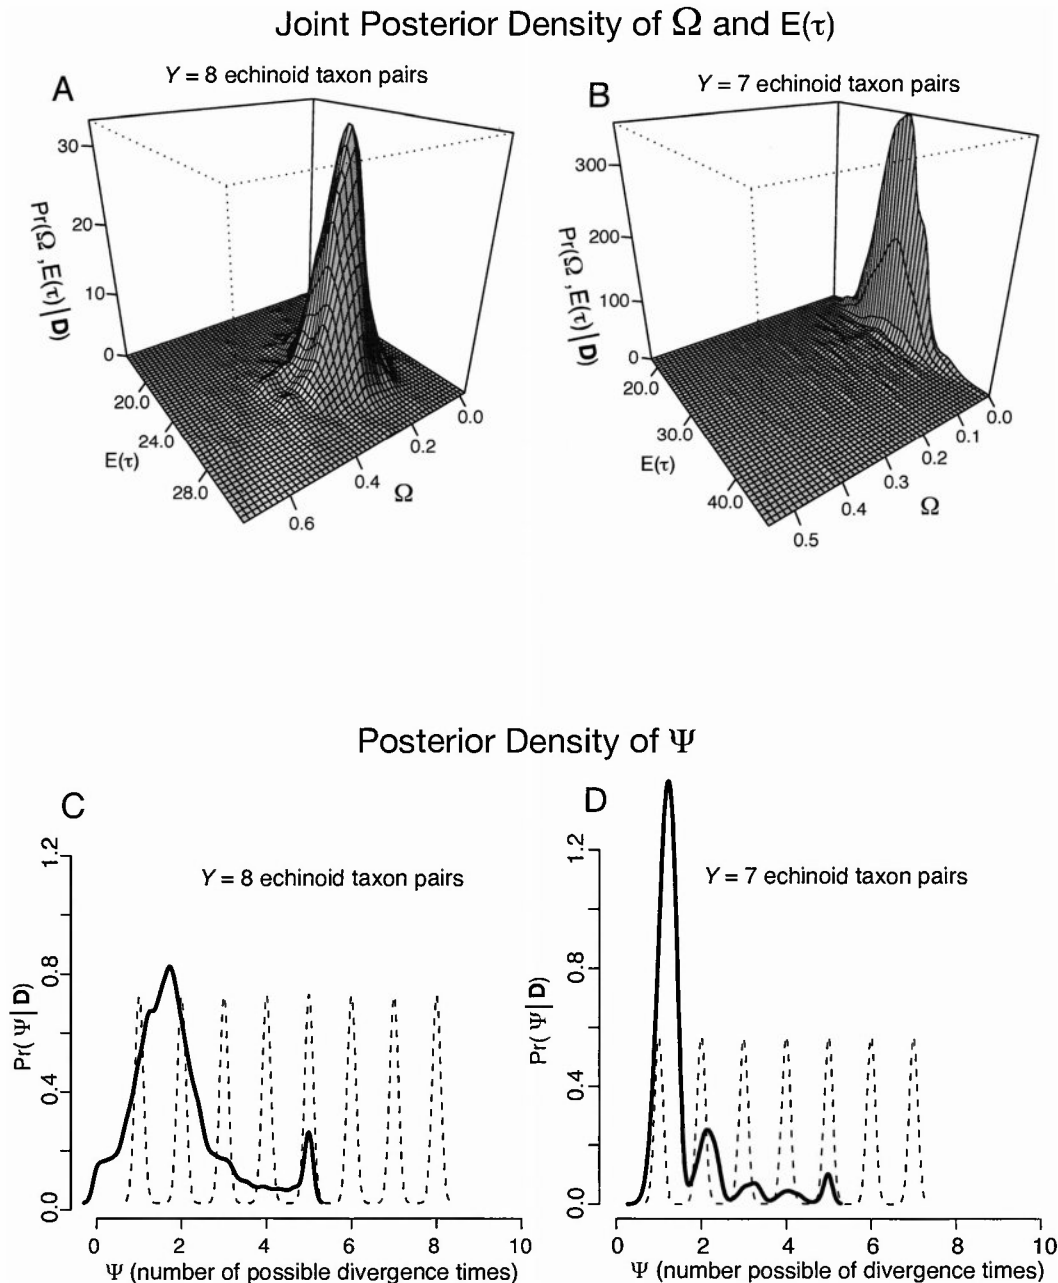 Joint Posterior Density of Ω and E(τ)
A
Y = 8 echinoid taxon pairs
30
20
10
0
Pr(Ω ,E(τ)|D)
20.0
24.0
28.0
E(τ)
0.0
0.2
0.4
0.6
Ω
B
Y = 7 echinoid taxon pairs
300
200
100
0
Pr(Ω ,E(τ)|D)
20.0
30.0
40.0
E(τ)
0.0
0.1
0.2
0.3
0.4
0.5
Ω
Posterior Density of Ψ
C
Y = 8 echinoid taxon pairs
1.2
0.8
0.4
0.0
Pr(Ψ|D)
0 2 4 6 8 10
Ψ (number of possible divergence times)
D
Y = 7 echinoid taxon pairs
1.2
0.8
0.4
0.0
Pr(Ψ|D)
0 2 4 6 8 10
Ψ (number possible of divergence times)